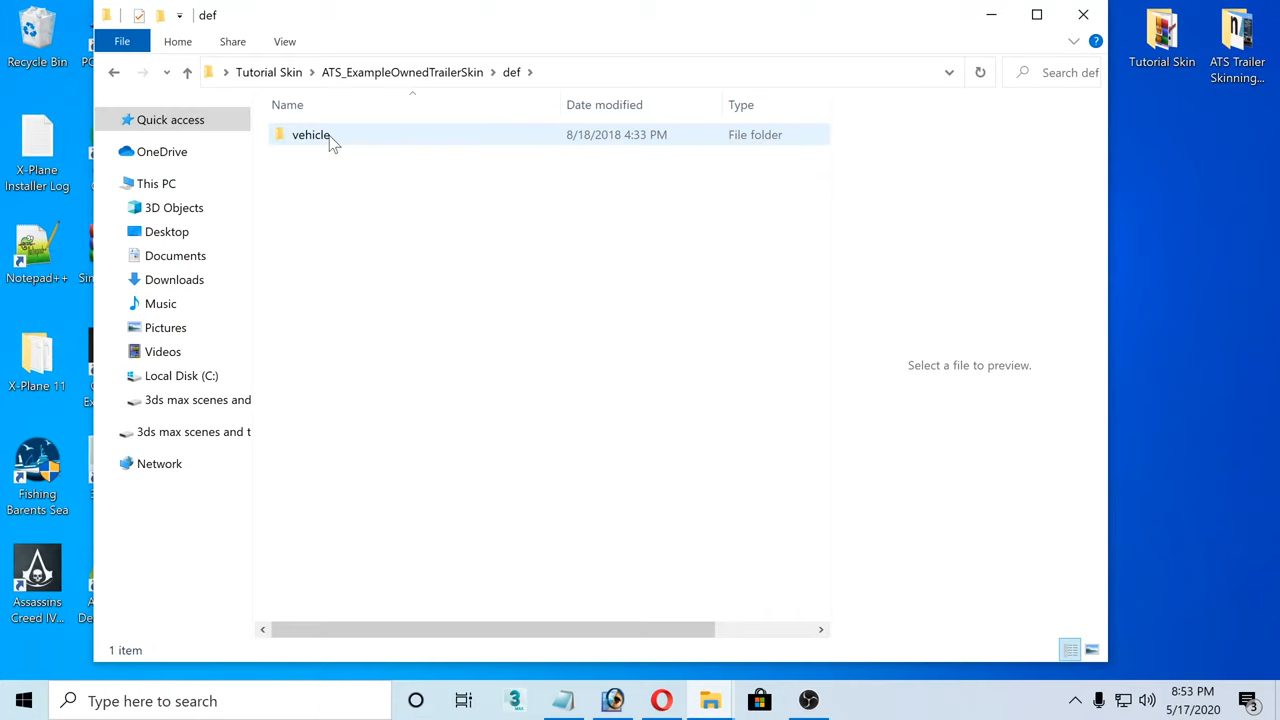 def
File
Home
Share
View
Tutorial Skin
ATS_ExampleOwnedTrailerSkin
def
Search def
Name
Date modified
Type
vehicle
8/18/2018 4:33 PM
File folder
Quick access
OneDrive
This PC
3D Objects
Desktop
Documents
Downloads
Music
Pictures
Videos
Local Disk (C:)
3ds max scenes and
3ds max scenes and t
Network
Select a file to preview.
1 item
Recycle Bin
X-Plane
Installer Log
Notepad++
X-Plane 11
Fishing
Barents Sea
Assassins
Creed IV...
Tutorial Skin
ATS Trailer
Skinning...
Type here to search
8:53 PM
5/17/2020
3